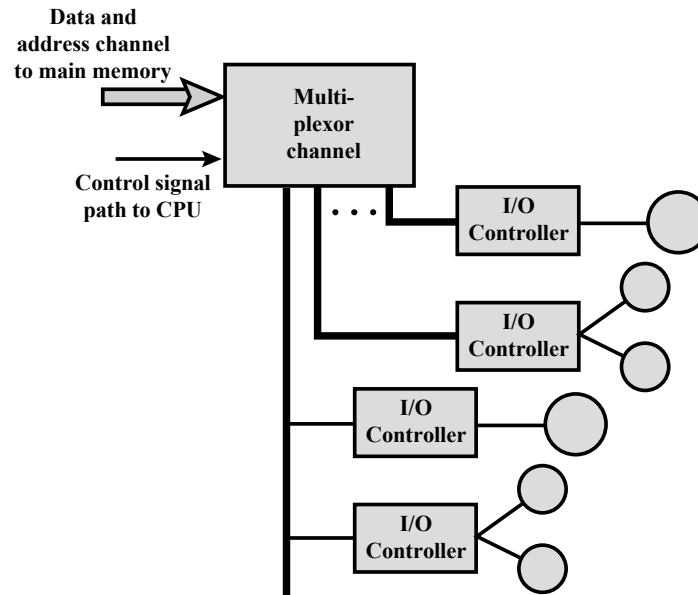 Data and
address channel
to main memory
Multi-
plexor
channel
Control signal
path to CPU
. . .
I/O
Controller
I/O
Controller
I/O
Controller
I/O
Controller